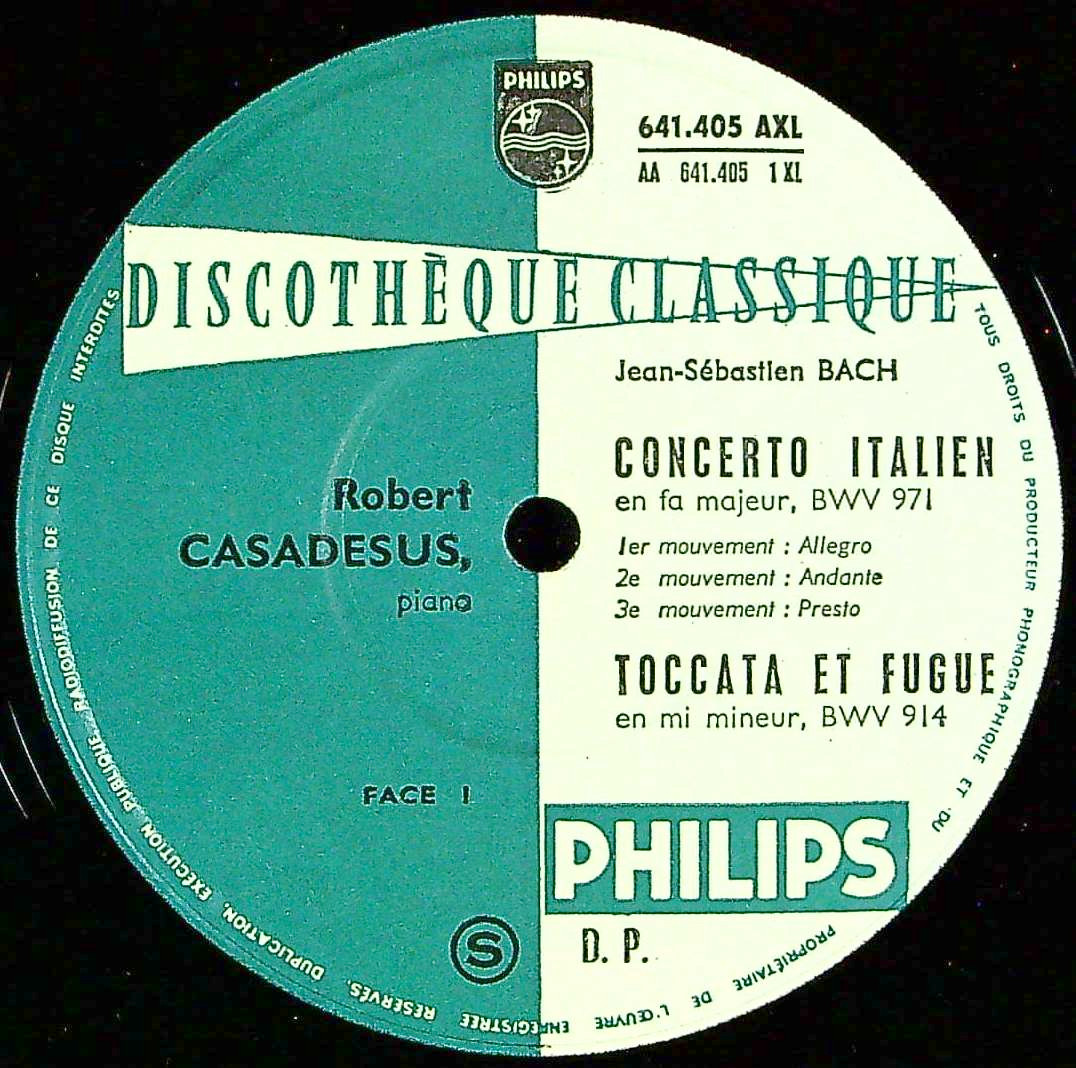 PHILIPS
641.405 AXL
AA 641.405 1 XL
DISCOTHÈQUE CLASSIQUE
Jean-Sébastien BACH
CONCERTO ITALIEN
en fa majeur, BWV 971
1er mouvement : Allegro
2e mouvement : Andante
3e mouvement : Presto
TOCCATA ET FUGUE
en mi mineur, BWV 914
Robert
CASADESUS,
piano
FACE 1
PHILIPS
S
D. P.
TOUS DROITS DU PRODUCTEUR PHONOGRAPHIQUE ET DU PROPRIÉTAIRE DE L'ŒUVRE ENREGISTREE RÉSERVÉS. DUPLICATION, EXÉCUTION PUBLIQUE, RADIODIFFUSION DE CE DISQUE INTERDITES